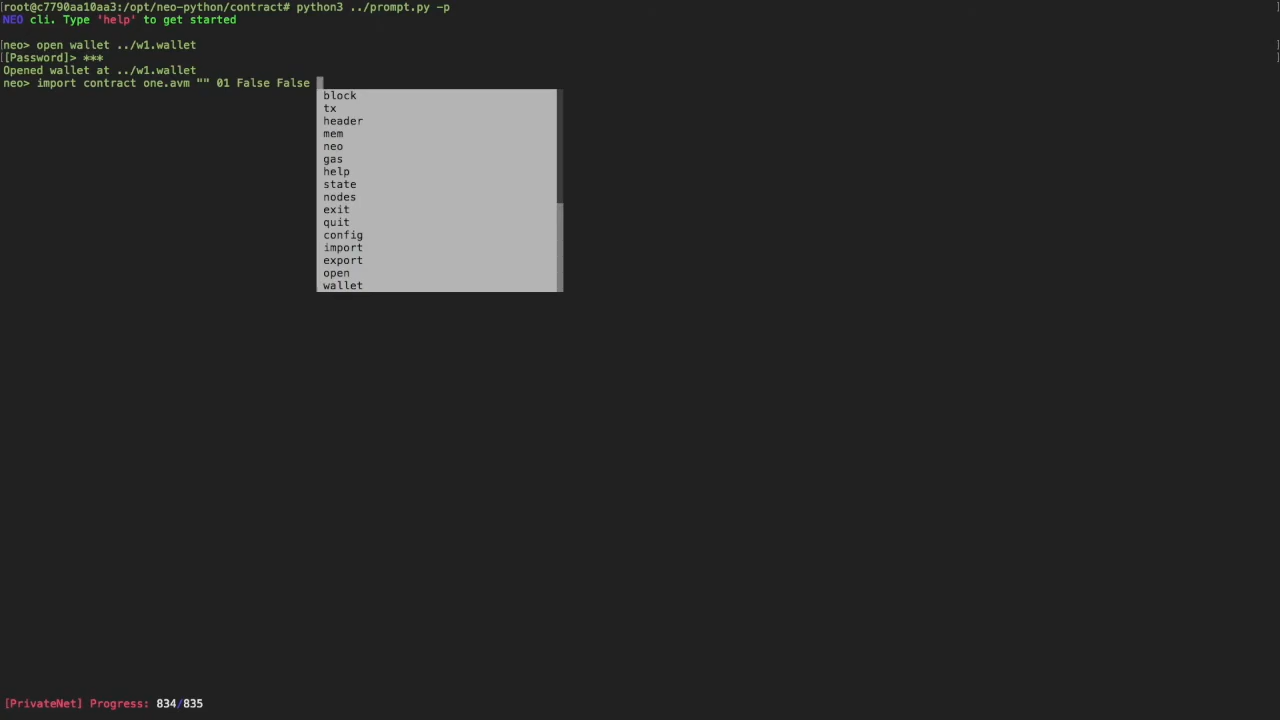 [root@c7790aa10aa3:/opt/neo-python/contract# python3 ../prompt.py -p
NEO cli. Type 'help' to get started
[neo> open wallet ../w1.wallet
[[Password]> ***
Opened wallet at ../w1.wallet
neo> import contract one.avm "" 01 False False
block
tx
header
mem
neo
gas
help
state
nodes
exit
quit
config
import
export
open
wallet
[PrivateNet] Progress: 834/835